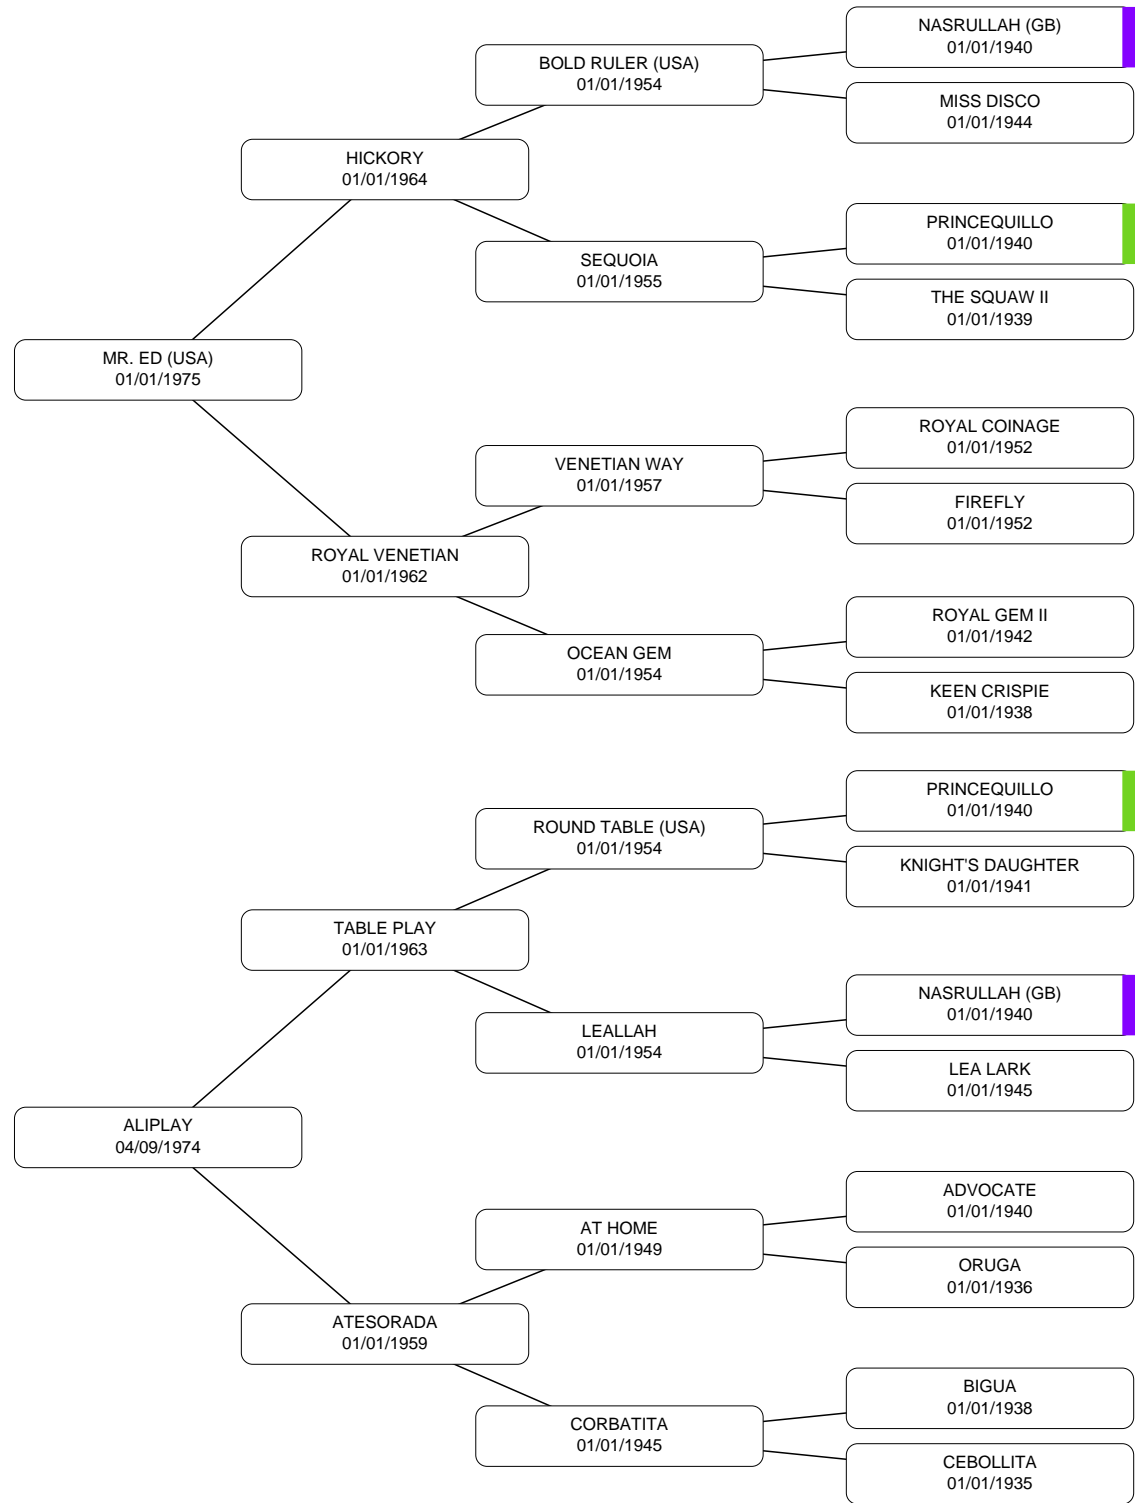 NASRULLAH (GB)
01/01/1940
BOLD RULER (USA)
01/01/1954
MISS DISCO
01/01/1944
HICKORY
01/01/1964
PRINCEQUILLO
01/01/1940
SEQUOIA
01/01/1955
THE SQUAW II
01/01/1939
MR. ED (USA)
01/01/1975
ROYAL COINAGE
01/01/1952
VENETIAN WAY
01/01/1957
FIREFLY
01/01/1952
ROYAL VENETIAN
01/01/1962
ROYAL GEM II
01/01/1942
OCEAN GEM
01/01/1954
KEEN CRISPIE
01/01/1938
PRINCEQUILLO
01/01/1940
ROUND TABLE (USA)
01/01/1954
KNIGHT'S DAUGHTER
01/01/1941
TABLE PLAY
01/01/1963
NASRULLAH (GB)
01/01/1940
LEALLAH
01/01/1954
LEA LARK
01/01/1945
ALIPLAY
04/09/1974
ADVOCATE
01/01/1940
AT HOME
01/01/1949
ORUGA
01/01/1936
ATESORADA
01/01/1959
BIGUA
01/01/1938
CORBATITA
01/01/1945
CEBOLLITA
01/01/1935